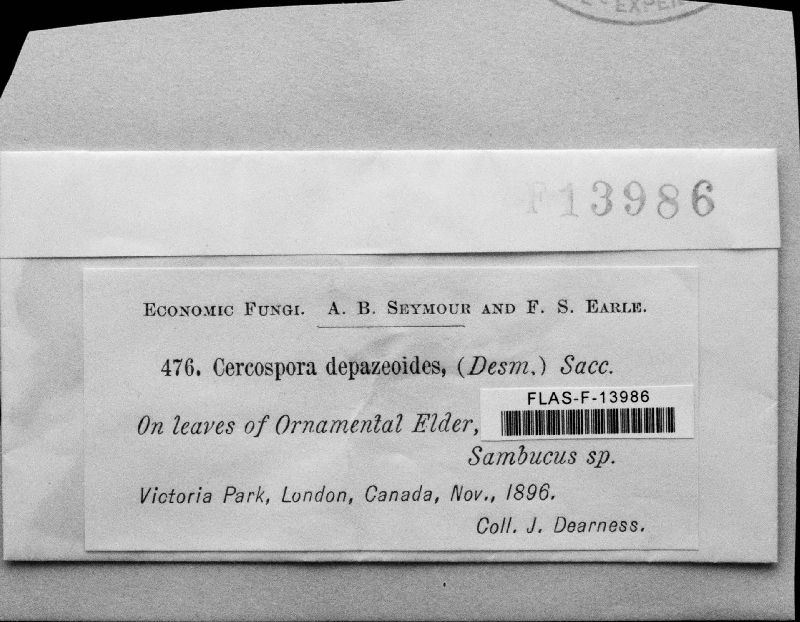 EXPER
F13986
ECONOMIC FUNGI. A. B. SEYMOUR AND F. S. EARLE.
476. Cercospora depazeoides, (Desm.) Sacc.
FLAS-F-13986
On leaves of Ornamental Elder,
Sambucus sp.
Victoria Park, London, Canada, Nov., 1896.
Coll. J. Dearness.